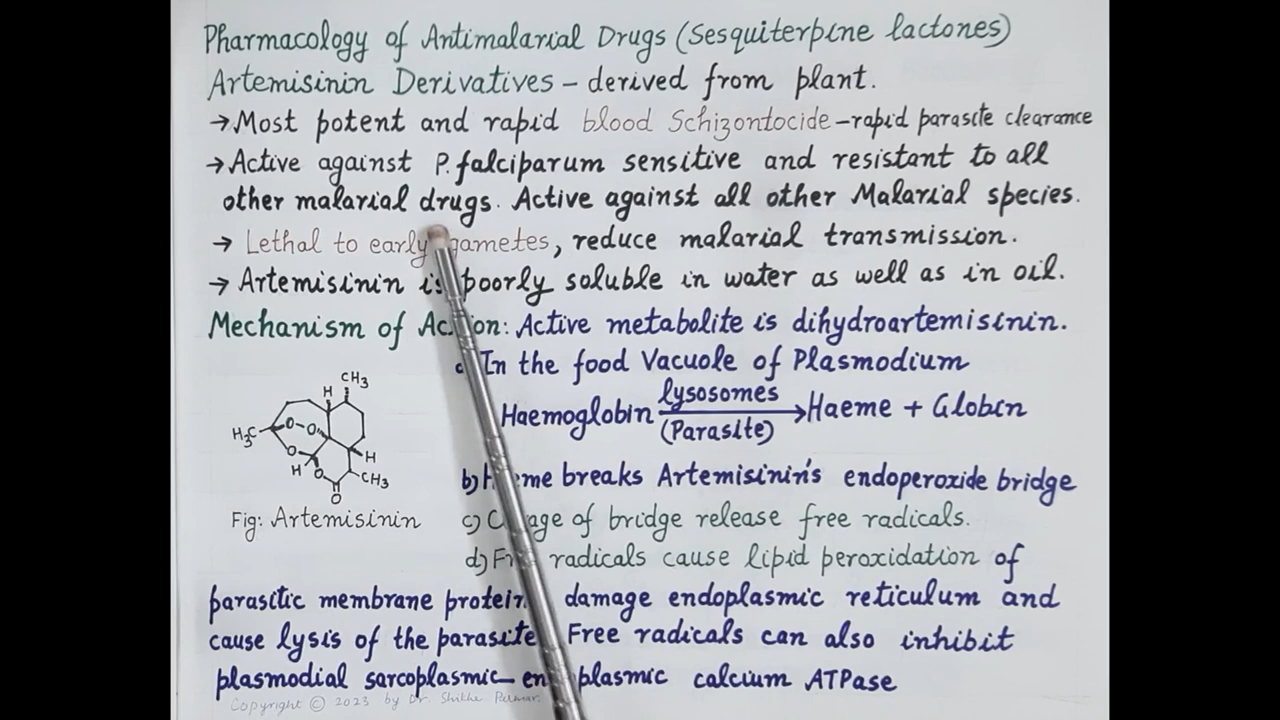 Pharmacology of Antimalarial Drugs (Sesquiterpine lactones)
Artemisinin Derivatives - derived from plant.
→ Most potent and rapid blood Schizontocide - rapid parasite clearance
→ Active against P. falciparum sensitive and resistant to all
other malarial drugs. Active against all other Malarial species.
→ Lethal to early gametes, reduce malarial transmission.
→ Artemisinin is poorly soluble in water as well as in oil.
Mechanism of Action: Active metabolite is dihydroartemisinin.
In the food Vacuole of Plasmodium
Haemoglobin lysosomes (Parasite) → Haeme + Globin
b) Haeme breaks Artemisinin's endoperoxide bridge
c) of bridge release free radicals.
d) Free radicals cause lipid peroxidation of
parasitic membrane protein damage endoplasmic reticulum and
cause lysis of the parasite Free radicals can also inhibit
plasmodial sarcoplasmic- calcium ATPase
CH3
H
H3C
O-O
O
H
O
H
CH3
O
Fig: Artemisinin
Copyright © 2023 by Dr. Shikha Parmar.